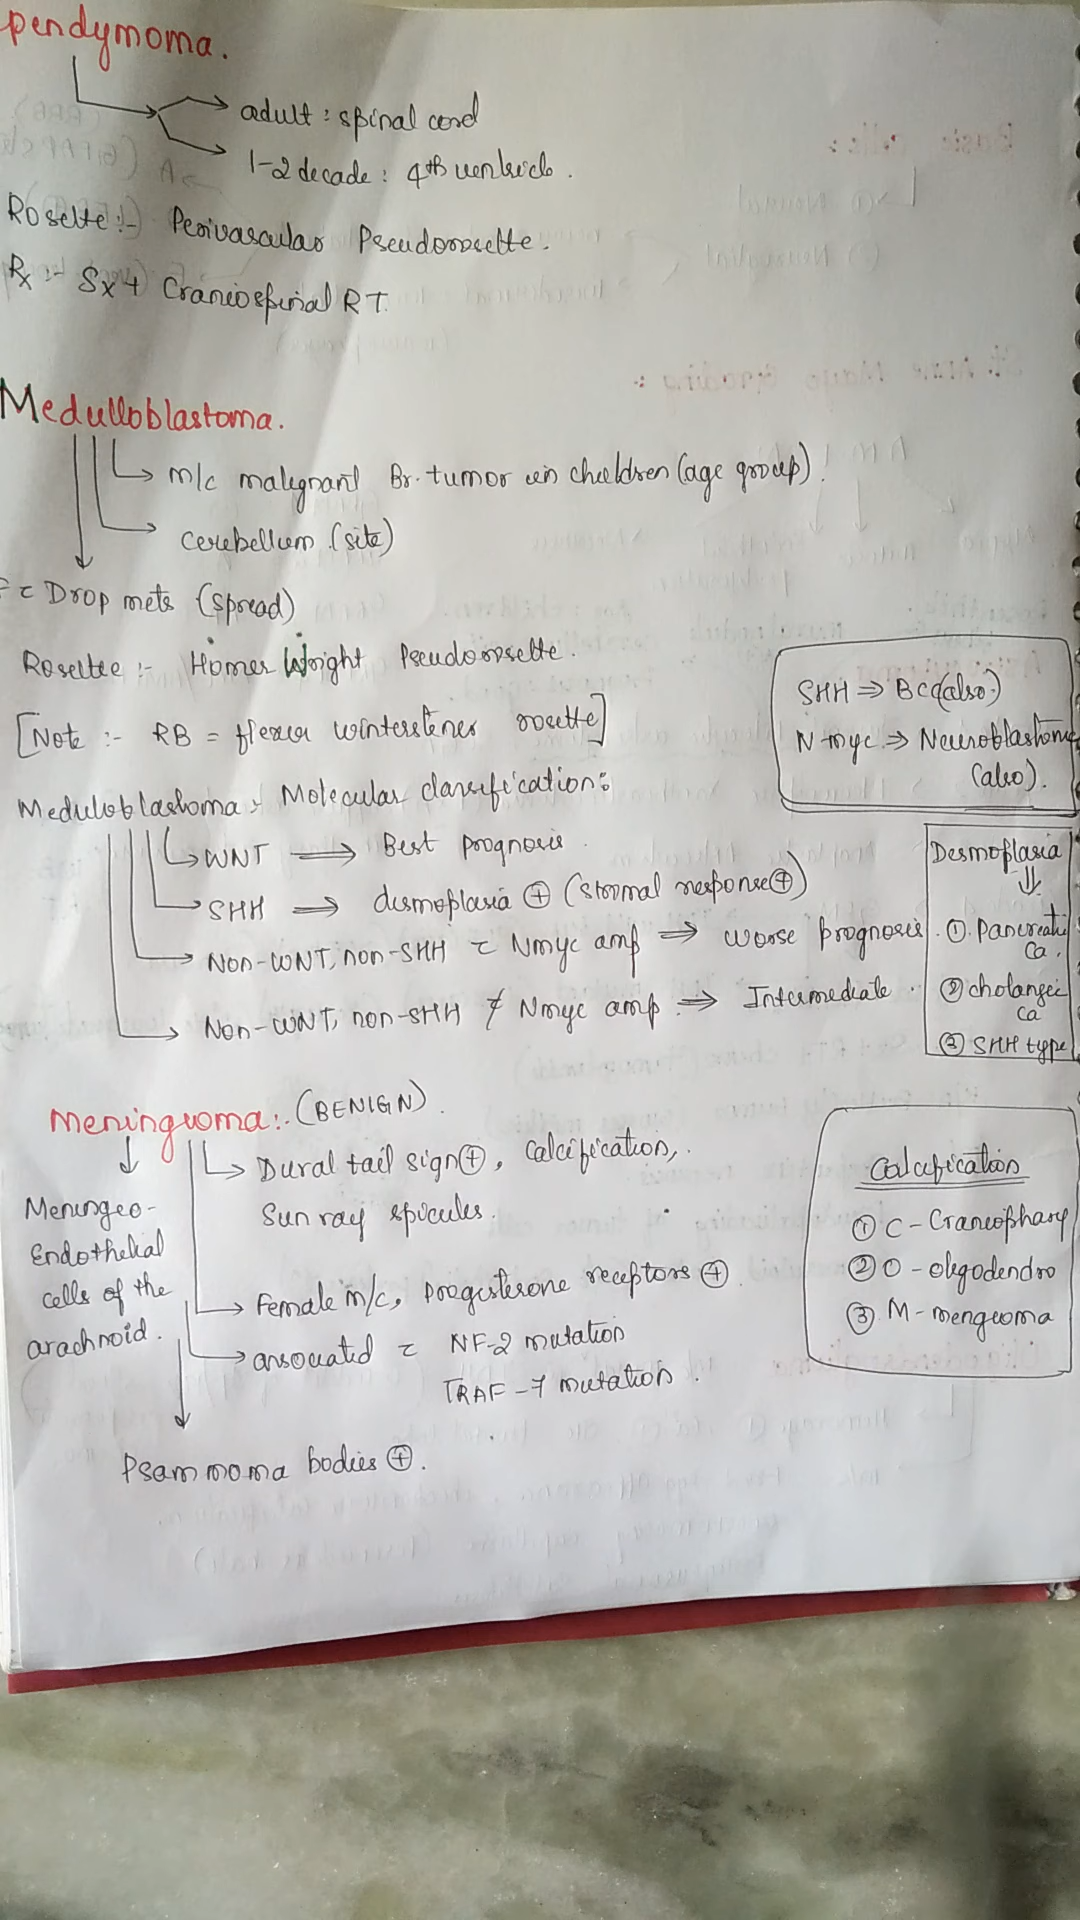 pendymoma.
adult : spinal cord
1-2 decade : 4th ventricle.
Rosette :- Perivascular Pseudorosette.
Rx :- Sx + Craniospinal RT.
Medulloblastoma.
m/c malignant Br. tumor in children (age group).
cerebellum (site)
c̄ Drop mets (spread)
Rosette :- Homer Wright Pseudorosette.
[Note :- RB = flexner wintersteiner rosette]
SHH ⇒ BCC (also.)
N-myc ⇒ Neuroblastoma
(also).
Medulloblastoma :- Molecular classification :
WNT ⟹ Best prognosis.
SHH ⟹ desmoplasia ⊕ (stromal response ⊕)
Non-WNT, non-SHH c̄ Nmyc amp ⟹ worse prognosis.
Non-WNT, non-SHH Nmyc amp. ⟹ Intermediate.
Desmoplasia
⇓
① Pancreati
Ca.
② cholangei
ca
③ SHH type
Meningioma :. (BENIGN).
Dural tail sign ⊕, Calcification,.
Sun ray spicules.
Meningeo-
Endothelial
cells of the
arachnoid.
Female m/c, progesterone receptors ⊕.
associated c̄ NF-2 mutation
TRAF-7 mutation.
Psammoma bodies ⊕.
Calcification
① C - Craniophary
② O - oligodendro
③ M - mengioma